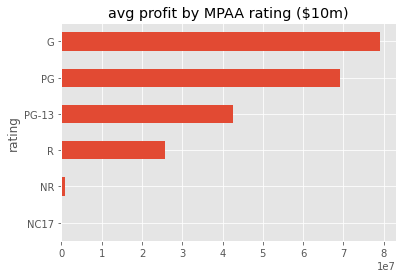 avg profit by MPAA rating ($10m)
rating
G
PG
PG-13
R
NR
NC17
0 1 2 3 4 5 6 7 8
1e7